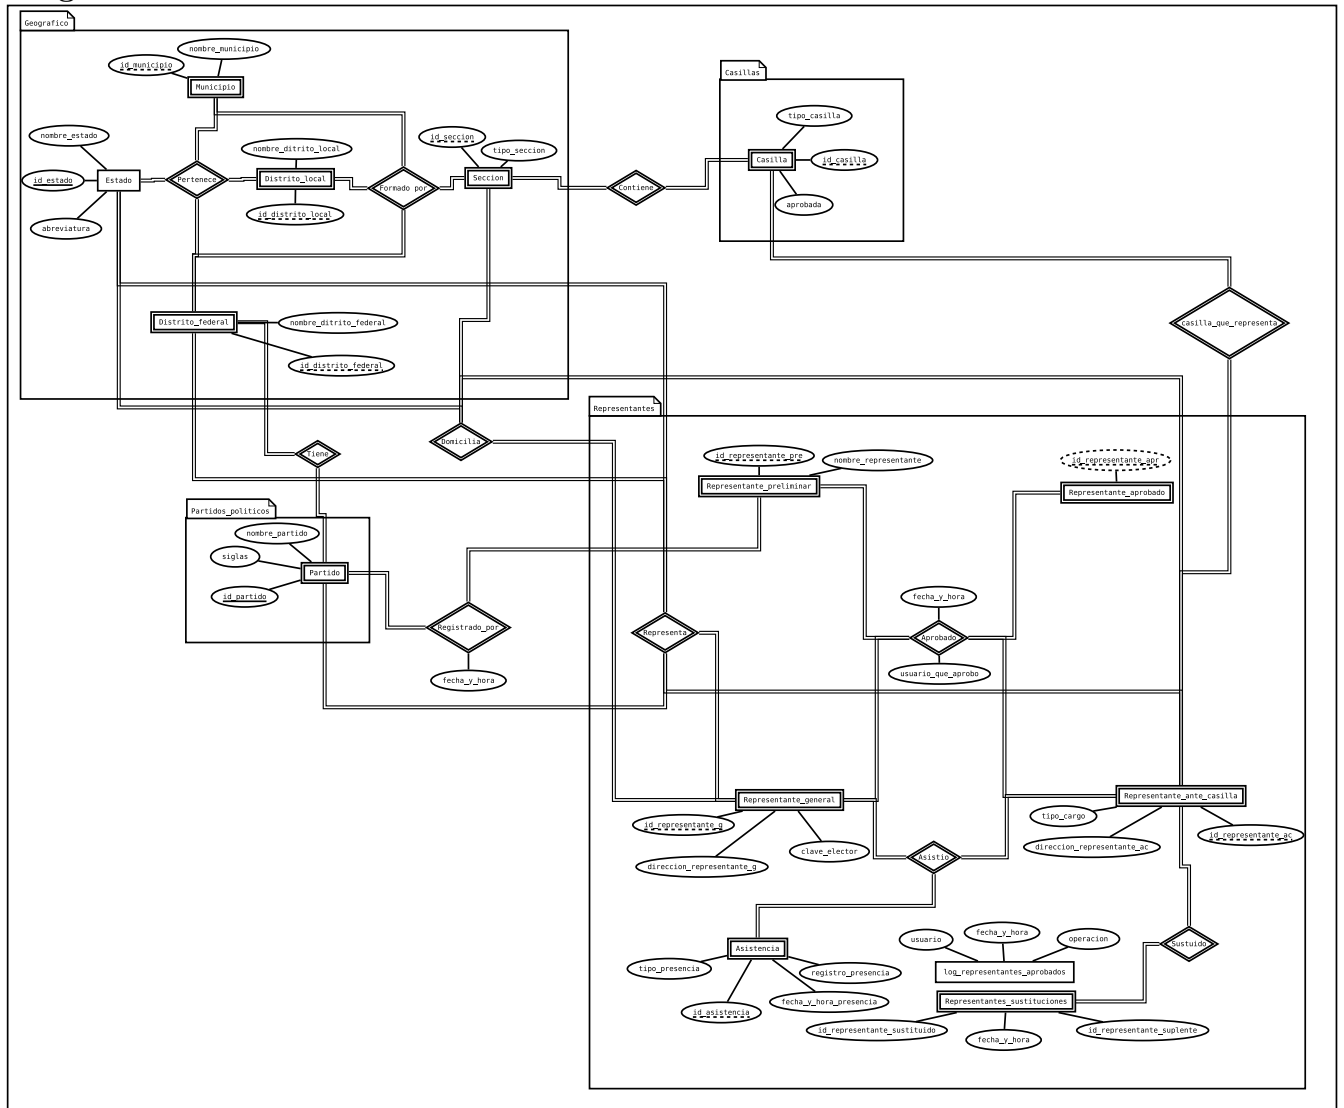 Geografico
nombre_municipio
id_municipio
Municipio
nombre_estado
id_estado
Estado
abreviatura
Pertenece
nombre_ditrito_local
Distrito_local
id_distrito_local
Formado por
id_seccion
tipo_seccion
Seccion
Contiene
Casillas
tipo_casilla
Casilla
id_casilla
aprobada
casilla_que_representa
Distrito_federal
nombre_ditrito_federal
id_distrito_federal
Tiene
Domicilia
Partidos_politicos
nombre_partido
siglas
Partido
id_partido
Registrado_por
fecha_y_hora
Representa
Representantes
id_representante_pre
nombre_representante
Representante_preliminar
id_representante_apr
Representante_aprobado
fecha_y_hora
Aprobado
usuario_que_aprobo
Representante_general
id_representante_g
direccion_representante_g
clave_elector
Representante_ante_casilla
tipo_cargo
direccion_representante_ac
id_representante_ac
Asistio
Asistencia
tipo_presencia
id_asistencia
registro_presencia
fecha_y_hora_presencia
usuario
fecha_y_hora
operacion
log_representantes_aprobados
Sustuido
Representantes_sustituciones
id_representante_sustituido
fecha_y_hora
id_representante_suplente